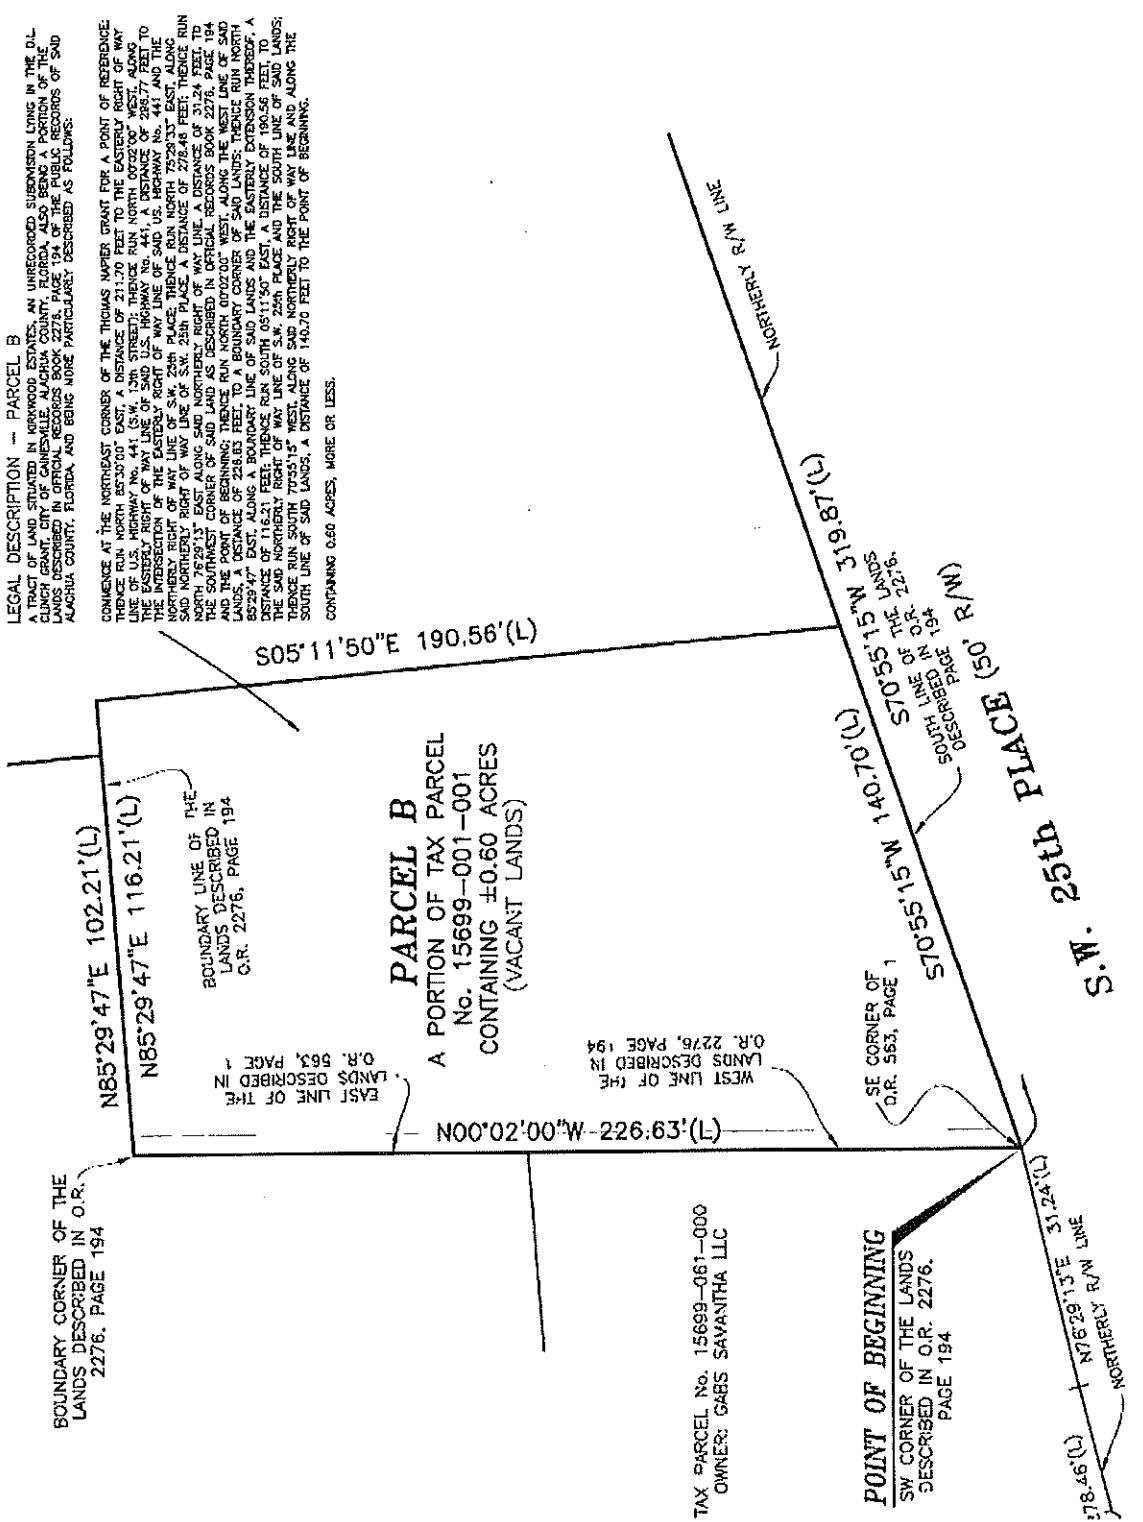 LEGAL DESCRIPTION — PARCEL B
A TRACT OF LAND SITUATED IN KIRKWOOD ESTATES, AN UNRECORDED SUBDIVISION LYING IN THE D.L.
CLINCH GRANT, CITY OF GAINESVILLE, ALACHUA COUNTY, FLORIDA, ALSO BEING A PORTION OF THE
LANDS DESCRIBED IN OFFICIAL RECORDS BOOK 2276, PAGE 194 OF THE PUBLIC RECORDS OF SAID
ALACHUA COUNTY, FLORIDA, AND BEING MORE PARTICULARLY DESCRIBED AS FOLLOWS:
COMMENCE AT THE NORTHEAST CORNER OF THE THOMAS NAPIER GRANT FOR A POINT OF REFERENCE;
THENCE RUN NORTH 85°30'00" EAST, A DISTANCE OF 211.70 FEET TO THE EASTERLY RIGHT OF WAY
LINE OF U.S. HIGHWAY No. 441 (S.W. 13th STREET); THENCE RUN NORTH 00°02'00" WEST, ALONG
THE EASTERLY RIGHT OF WAY LINE OF SAID U.S. HIGHWAY No. 441, A DISTANCE OF 298.77 FEET TO
THE INTERSECTION OF THE EASTERLY RIGHT OF WAY LINE OF SAID U.S. HIGHWAY No. 441 AND THE
NORTHERLY RIGHT OF WAY LINE OF S.W. 25th PLACE; THENCE RUN NORTH 75°29'33" EAST, ALONG
SAID NORTHERLY RIGHT OF WAY LINE OF S.W. 25th PLACE, A DISTANCE OF 278.46 FEET; THENCE RUN
NORTH 76°29'13" EAST ALONG SAID NORTHERLY RIGHT OF WAY LINE, A DISTANCE OF 31.24 FEET, TO
THE SOUTHWEST CORNER OF SAID LAND AS DESCRIBED IN OFFICIAL RECORDS BOOK 2276, PAGE 194
AND THE POINT OF BEGINNING; THENCE RUN NORTH 00°02'00" WEST, ALONG THE WEST LINE OF SAID
LANDS, A DISTANCE OF 226.63 FEET, TO A BOUNDARY CORNER OF SAID LANDS; THENCE RUN NORTH
85°29'47" EAST, ALONG A BOUNDARY LINE OF SAID LANDS AND THE EASTERLY EXTENSION THEREOF, A
DISTANCE OF 116.21 FEET; THENCE RUN SOUTH 05°11'50" EAST, A DISTANCE OF 190.56 FEET, TO
THE SAID NORTHERLY RIGHT OF WAY LINE OF S.W. 25th PLACE AND THE SOUTH LINE OF SAID LANDS;
THENCE RUN SOUTH 70°55'15" WEST, ALONG SAID NORTHERLY RIGHT OF WAY LINE AND ALONG THE
SOUTH LINE OF SAID LANDS, A DISTANCE OF 140.70 FEET TO THE POINT OF BEGINNING.
CONTAINING 0.60 ACRES, MORE OR LESS.
BOUNDARY CORNER OF THE
LANDS DESCRIBED IN O.R.
2276, PAGE 194
N85°29'47"E 102.21'(L)
N85°29'47"E 116.21'(L)
BOUNDARY LINE OF THE
LANDS DESCRIBED IN
O.R. 2276, PAGE 194
S05°11'50"E 190.56'(L)
PARCEL B
A PORTION OF TAX PARCEL
No. 15699-001-001
CONTAINING ±0.60 ACRES
(VACANT LANDS)
EAST LINE OF THE
LANDS DESCRIBED IN
O.R. 563, PAGE 1
N00°02'00"W 226.63'(L)
WEST LINE OF THE
LANDS DESCRIBED IN
O.R. 2276, PAGE 194
SE CORNER OF
O.R. 563, PAGE 1
TAX PARCEL No. 15699-061-000
OWNER: GABS SAVANTHA LLC
POINT OF BEGINNING
SW CORNER OF THE LANDS
DESCRIBED IN O.R. 2276,
PAGE 194
278.46'(L)
N76°29'13"E 31.24'(L)
NORTHERLY R/W LINE
S70°55'15"W 140.70'(L)
S70°55'15"W 319.87'(L)
SOUTH LINE OF THE LANDS
DESCRIBED IN O.R. 2276,
PAGE 194
NORTHERLY R/W LINE
S.W. 25th PLACE (50' R/W)